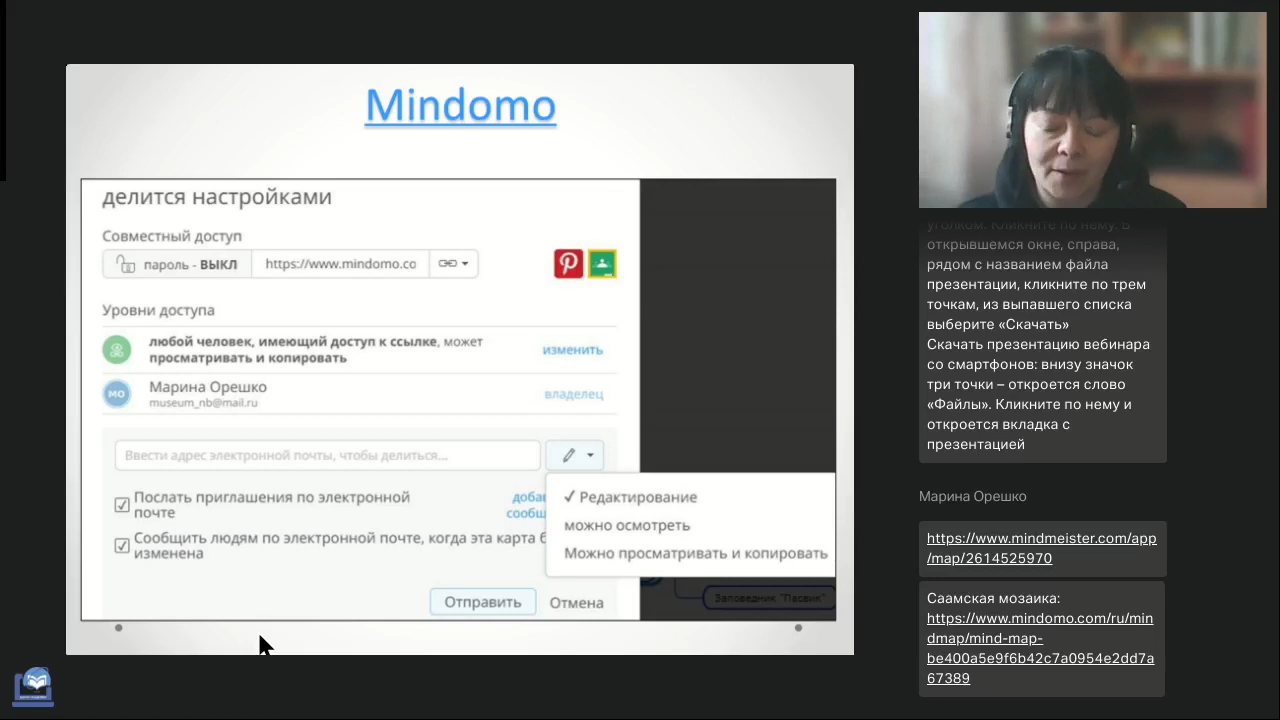 Mindomo
делится настройками
Совместный доступ
пароль - ВЫКЛ
https://www.mindomo.co
Уровни доступа
любой человек, имеющий доступ к ссылке, может
просматривать и копировать
изменить
МО
Марина Орешко
museum_nb@mail.ru
владелец
Ввести адрес электронной почты, чтобы делиться...
Послать приглашения по электронной
почте
доба
сообщ
Сообщить людям по электронной почте, когда эта карта б
изменена
✓ Редактирование
можно осмотреть
Можно просматривать и копировать
Отправить
Отмена
Заповедник "Пасвик"
уголком. Кликните по нему. В
открывшемся окне, справа,
рядом с названием файла
презентации, кликните по трем
точкам, из выпавшего списка
выберите «Скачать»
Скачать презентацию вебинара
со смартфонов: внизу значок
три точки – откроется слово
«Файлы». Кликните по нему и
откроется вкладка с
презентацией
Марина Орешко
https://www.mindmeister.com/app
/map/2614525970
Саамская мозаика:
https://www.mindomo.com/ru/min
dmap/mind-map-
be400a5e9f6b42c7a0954e2dd7a
67389